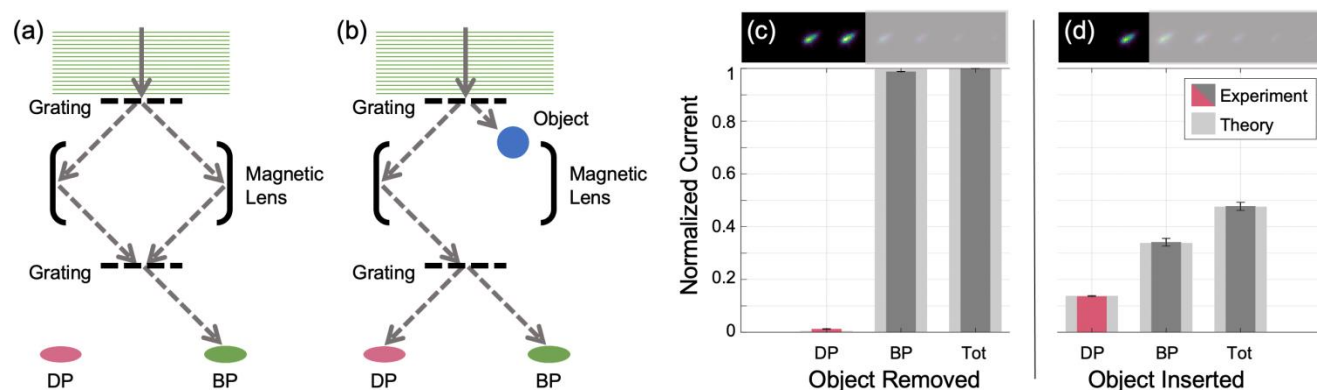 (a)
Grating
Magnetic
Lens
Grating
DP
BP
(b)
Grating
Object
Magnetic
Lens
Grating
DP
BP
(c)
Normalized Current
1
0.8
0.6
0.4
0.2
0
DP
BP
Tot
Object Removed
(d)
Experiment
Theory
DP
BP
Tot
Object Inserted